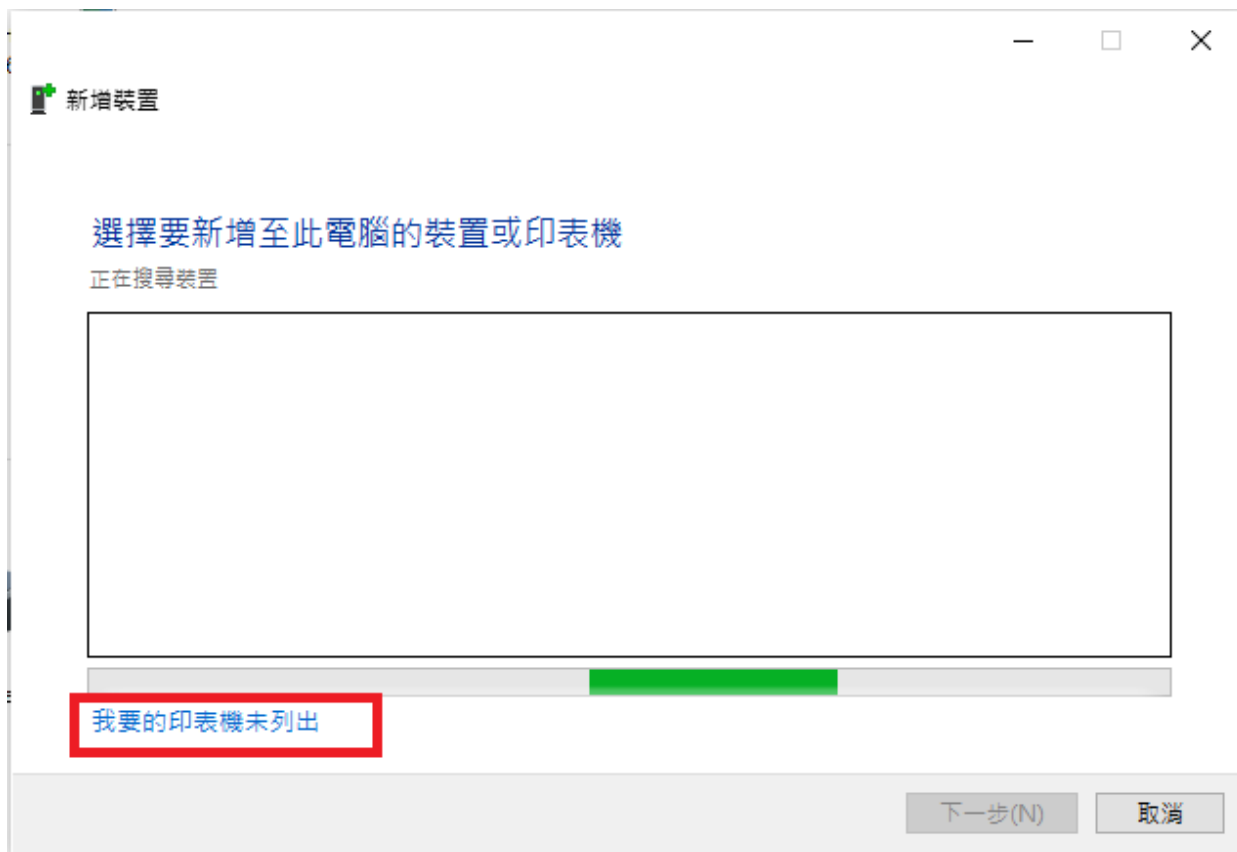 新增裝置
選擇要新增至此電腦的裝置或印表機
正在搜尋裝置
我要的印表機未列出
下一步(N)
取消